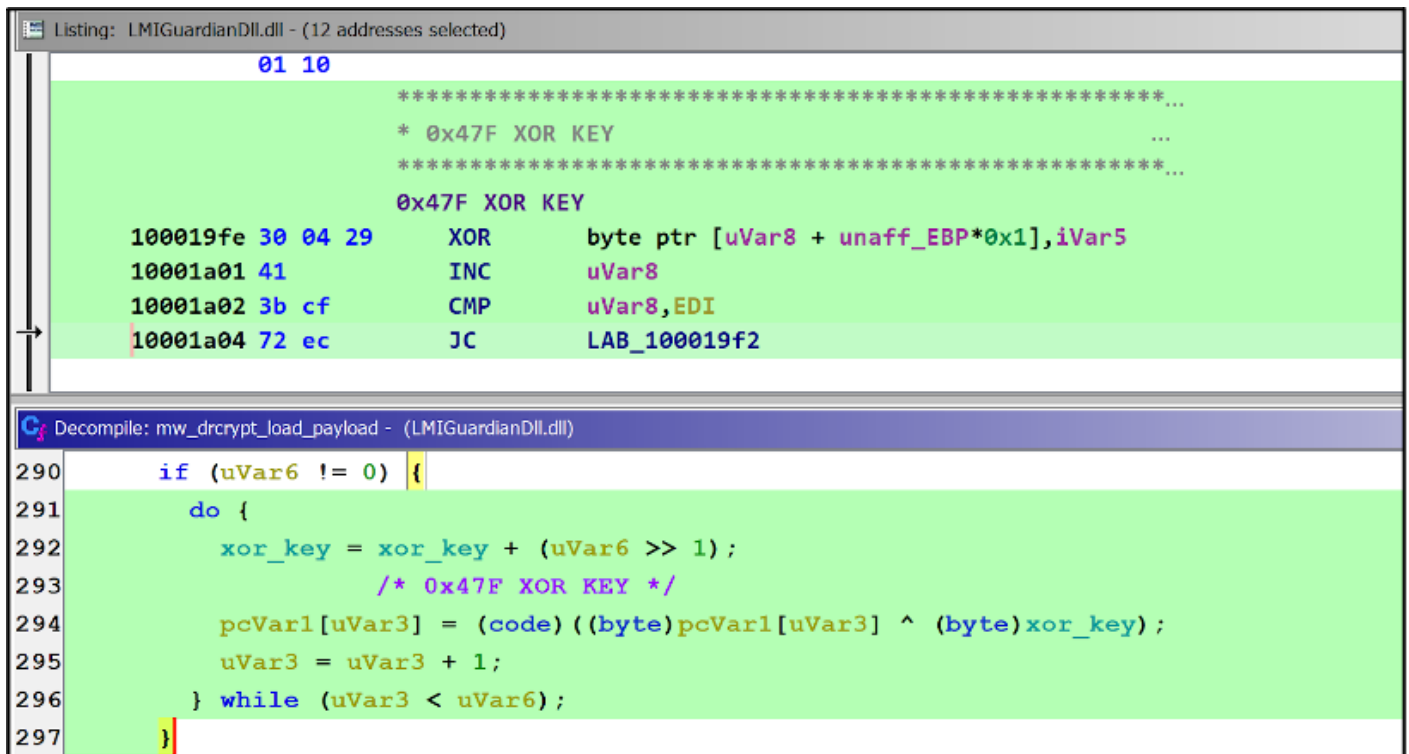 Listing: LMIGuardianDll.dll - (12 addresses selected)
01 10
*****************************************************...
* 0x47F XOR KEY ...
*****************************************************...
0x47F XOR KEY
100019fe 30 04 29 XOR byte ptr [uVar8 + unaff_EBP*0x1],iVar5
10001a01 41 INC uVar8
10001a02 3b cf CMP uVar8,EDI
10001a04 72 ec JC LAB_100019f2
Decompile: mw_drcrypt_load_payload - (LMIGuardianDll.dll)
290 if (uVar6 != 0) {
291 do {
292 xor_key = xor_key + (uVar6 >> 1);
293 /* 0x47F XOR KEY */
294 pcVar1[uVar3] = (code)((byte)pcVar1[uVar3] ^ (byte)xor_key);
295 uVar3 = uVar3 + 1;
296 } while (uVar3 < uVar6);
297 }